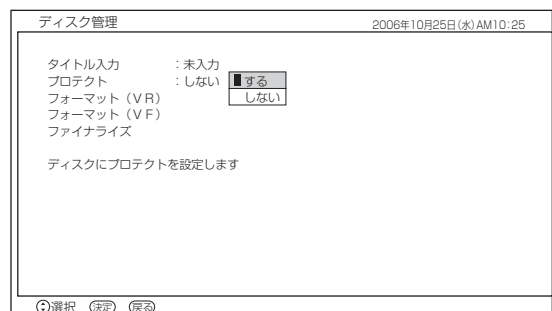 ディスク管理 2006年10月25日(水)AM10:25
タイトル入力 :未入力
プロテクト :しない する
フォーマット(VR) しない
フォーマット(VF)
ファイナライズ
ディスクにプロテクトを設定します
選択 決定 戻る